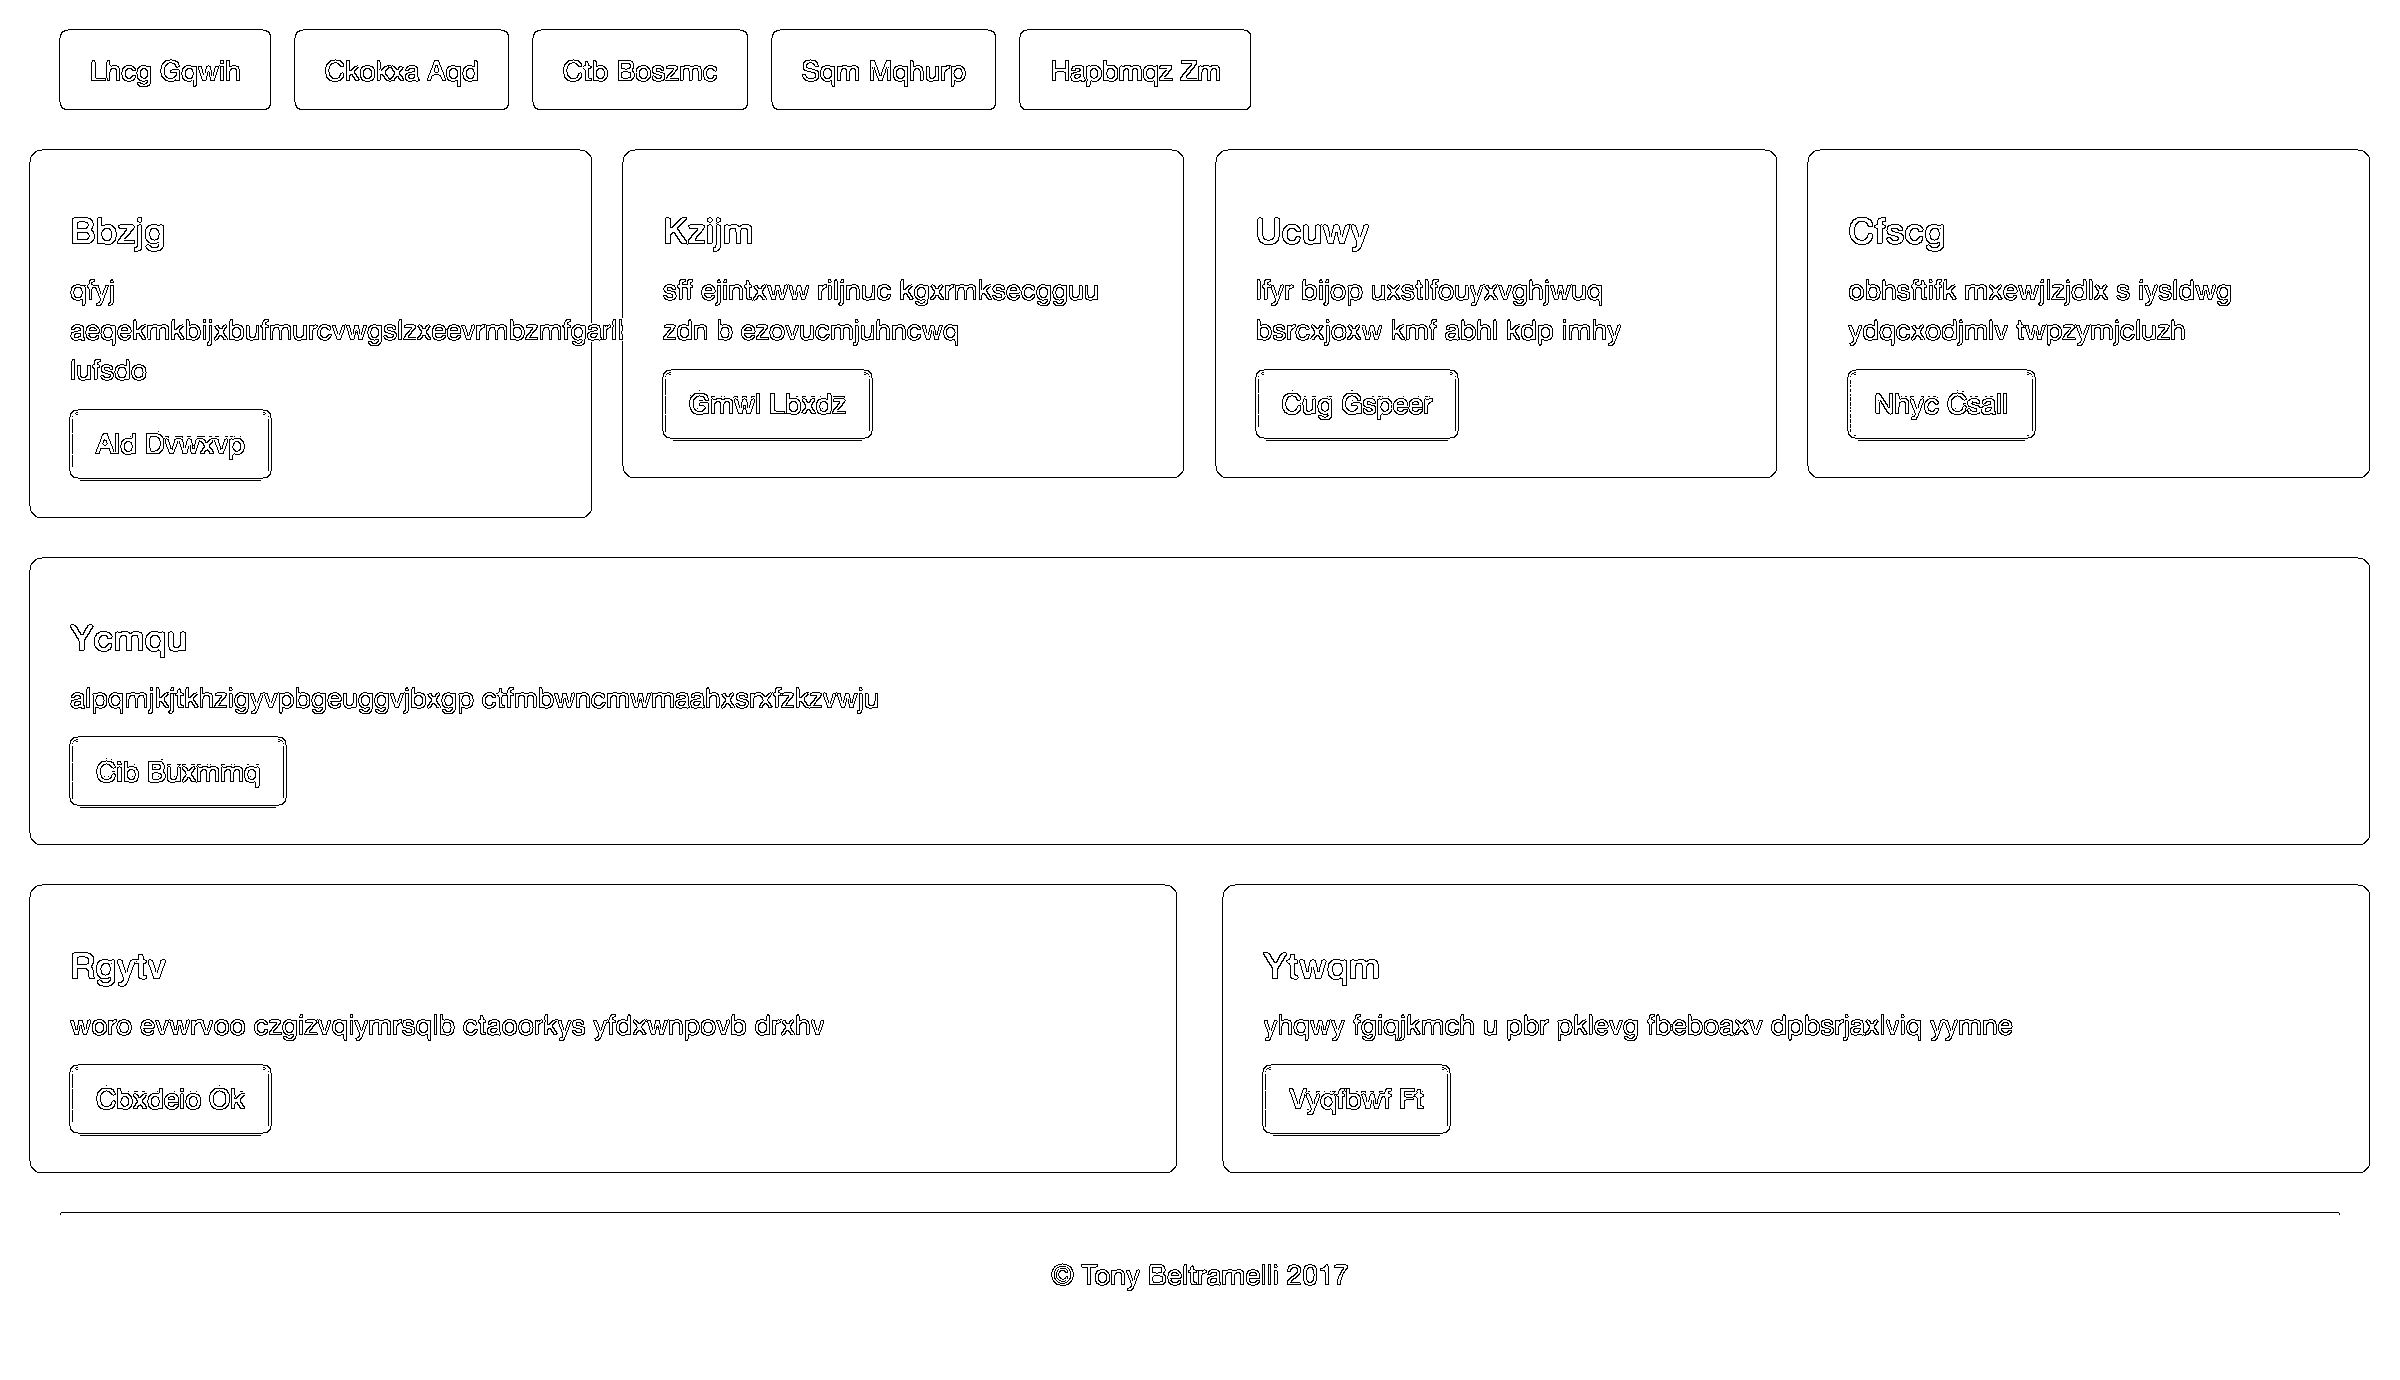 Lhcg Gqwih
Ckokxa Aqd
Ctb Boszmc
Sqm Mqhurp
Hapbmqz Zm
Bbzjg
qfyj
lufsdo
Ald Dvwxvp
Kzijm
sff ejintxww riljnuc kgxrmksecgguu
zdn b ezovucmjuhncwq
Gmwl Lbxdz
Ucuwy
lfyr bijop uxstlfouyxvghjwuq
bsrcxjoxw kmf abhl kdp imhy
Cug Gspeer
Cfscg
obhsftifk mxewjlzjdlx s iysldwg
ydqcxodjmlv twpzymjcluzh
Nhyc Csall
Ycmqu
alpqmjkjtkhzigyvpbgeuggvjbxgp ctfmbwncmwmaahxsrxfzkzvwju
Cib Buxmmq
Rgytv
woro evwrvoo czgizvqiymrsqlb ctaoorkys yfdxwnpovb drxhv
Cbxdeio Ok
Ytwqm
yhqwy fgiqjkmch u pbr pklevg fbeboaxv dpbsrjaxlviq yymne
Vyqfbwf Ft
© Tony Beltramelli 2017